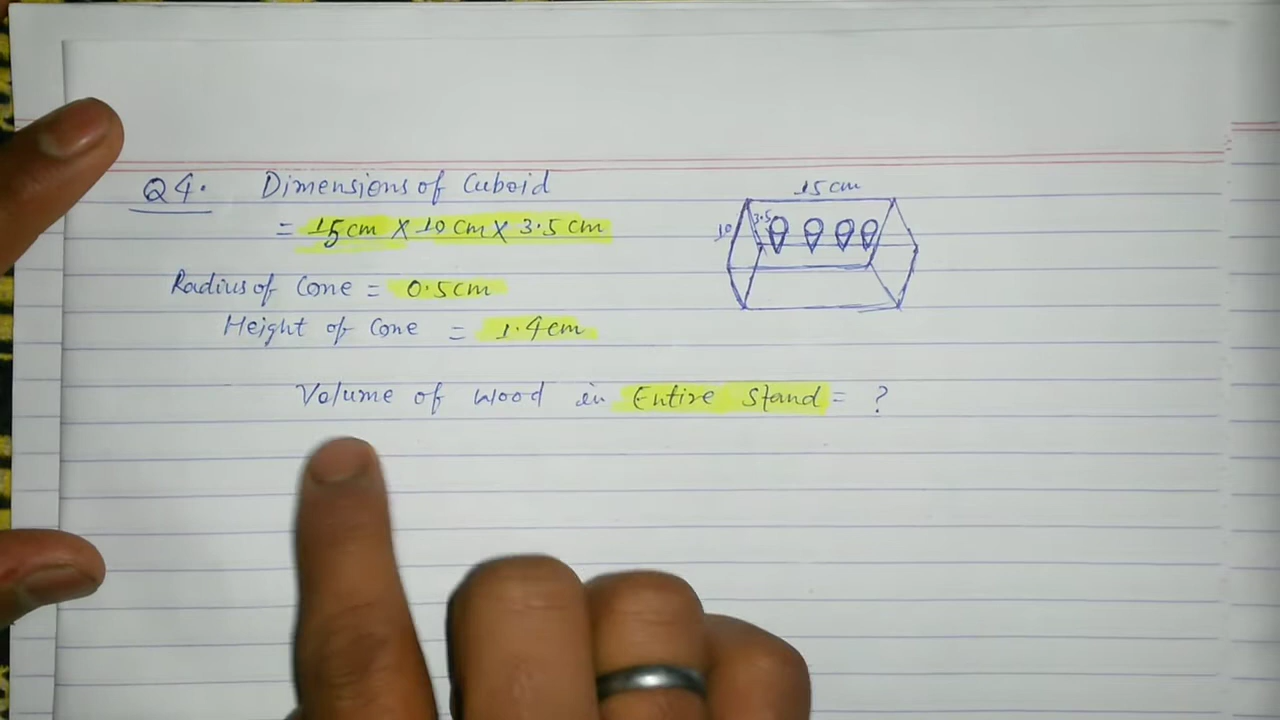 Q4. Dimensions of Cuboid
= 15cm X 10 cm X 3.5 cm
Radius of Cone = 0.5cm
Height of Cone = 1.4cm
Volume of wood in Entire Stand = ?
15cm
10
3.5